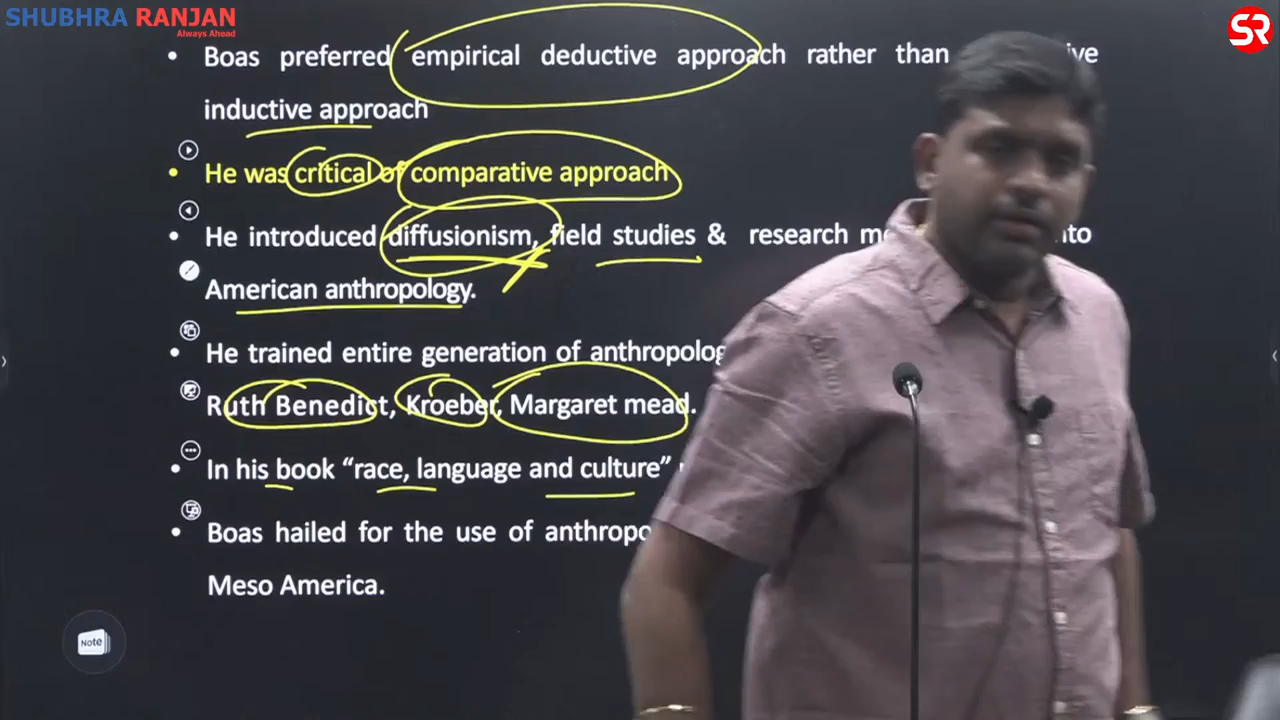 SHUBHRA RANJAN
Always Ahead
SR
• Boas preferred empirical deductive approach rather than
inductive approach
• He was critical of comparative approach
• He introduced diffusionism, field studies & research
American anthropology.
• He trained entire generation of
Ruth Benedict, Kroeber, Margaret mead.
• In his book “race, language and culture”
• Boas hailed for the use of
Meso America.
Note